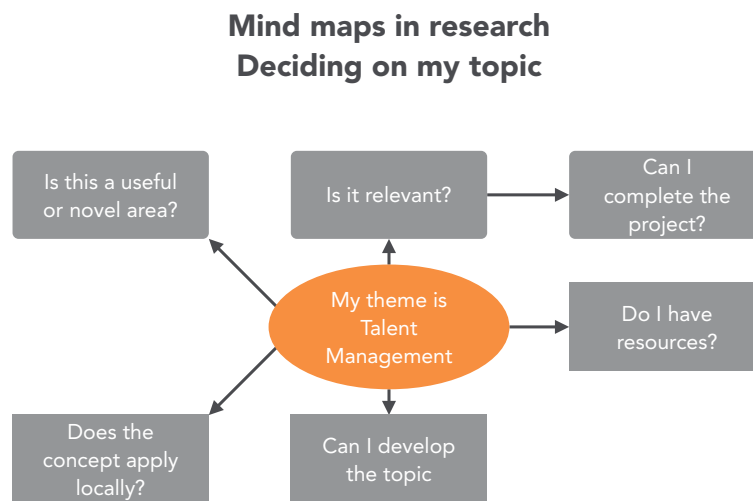 Mind maps in research
Deciding on my topic
Is this a useful
or novel area?
Is it relevant?
Can I
complete the
project?
My theme is
Talent
Management
Do I have
resources?
Does the
concept apply
locally?
Can I develop
the topic